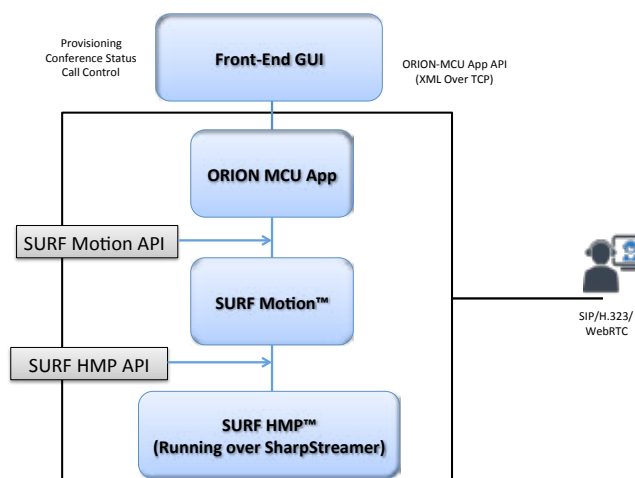 Provisioning
Conference Status
Call Control
Front-End GUI
ORION-MCU App API
(XML Over TCP)
ORION MCU App
SURF Motion API
SURF Motion™
SIP/H.323/
WebRTC
SURF HMP API
SURF HMP™
(Running over SharpStreamer)